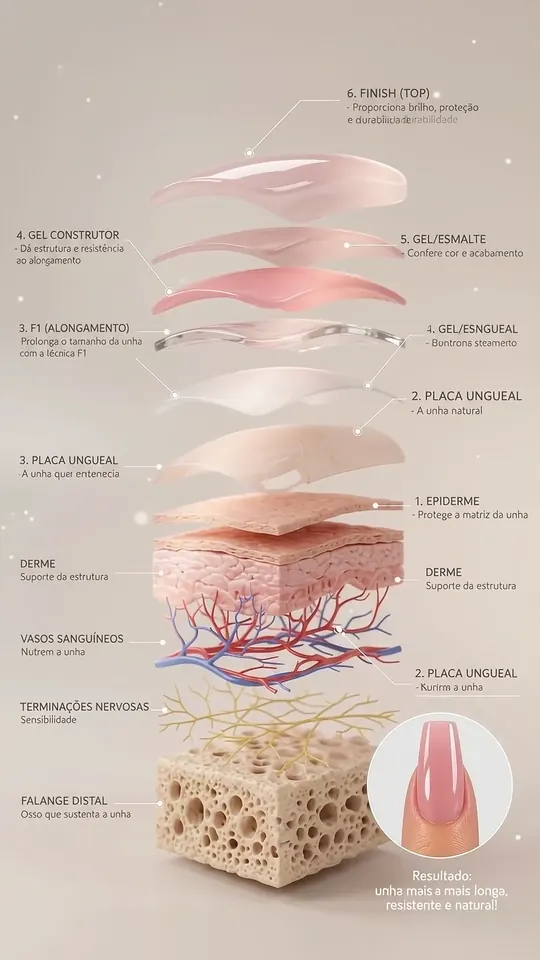 6. FINISH (TOP)
- Proporciona brilho, proteção
e durabilidade
4. GEL CONSTRUTOR
- Dá estrutura e resistência
ao alongamento
5. GEL/ESMALTE
- Confere cor e acabamento
3. F1 (ALONGAMENTO)
Prolonga o tamanho da unha
com a técnica F1
4. GEL/ESNGUEAL
- Buntrona steamerto
2. PLACA UNGUEAL
- A unha natural
3. PLACA UNGUEAL
- A unha quer entenecia
1. EPIDERME
- Protege a matriz da unha
DERME
Suporte da estrutura
DERME
Suporte da estrutura
VASOS SANGUÍNEOS
Nutrem a unha
2. PLACA UNGUEAL
- Kurirm a unha
TERMINAÇÕES NERVOSAS
Sensibilidade
FALANGE DISTAL
Osso que sustenta a unha
Resultado:
unha mais a mais longa,
resistente e natural!